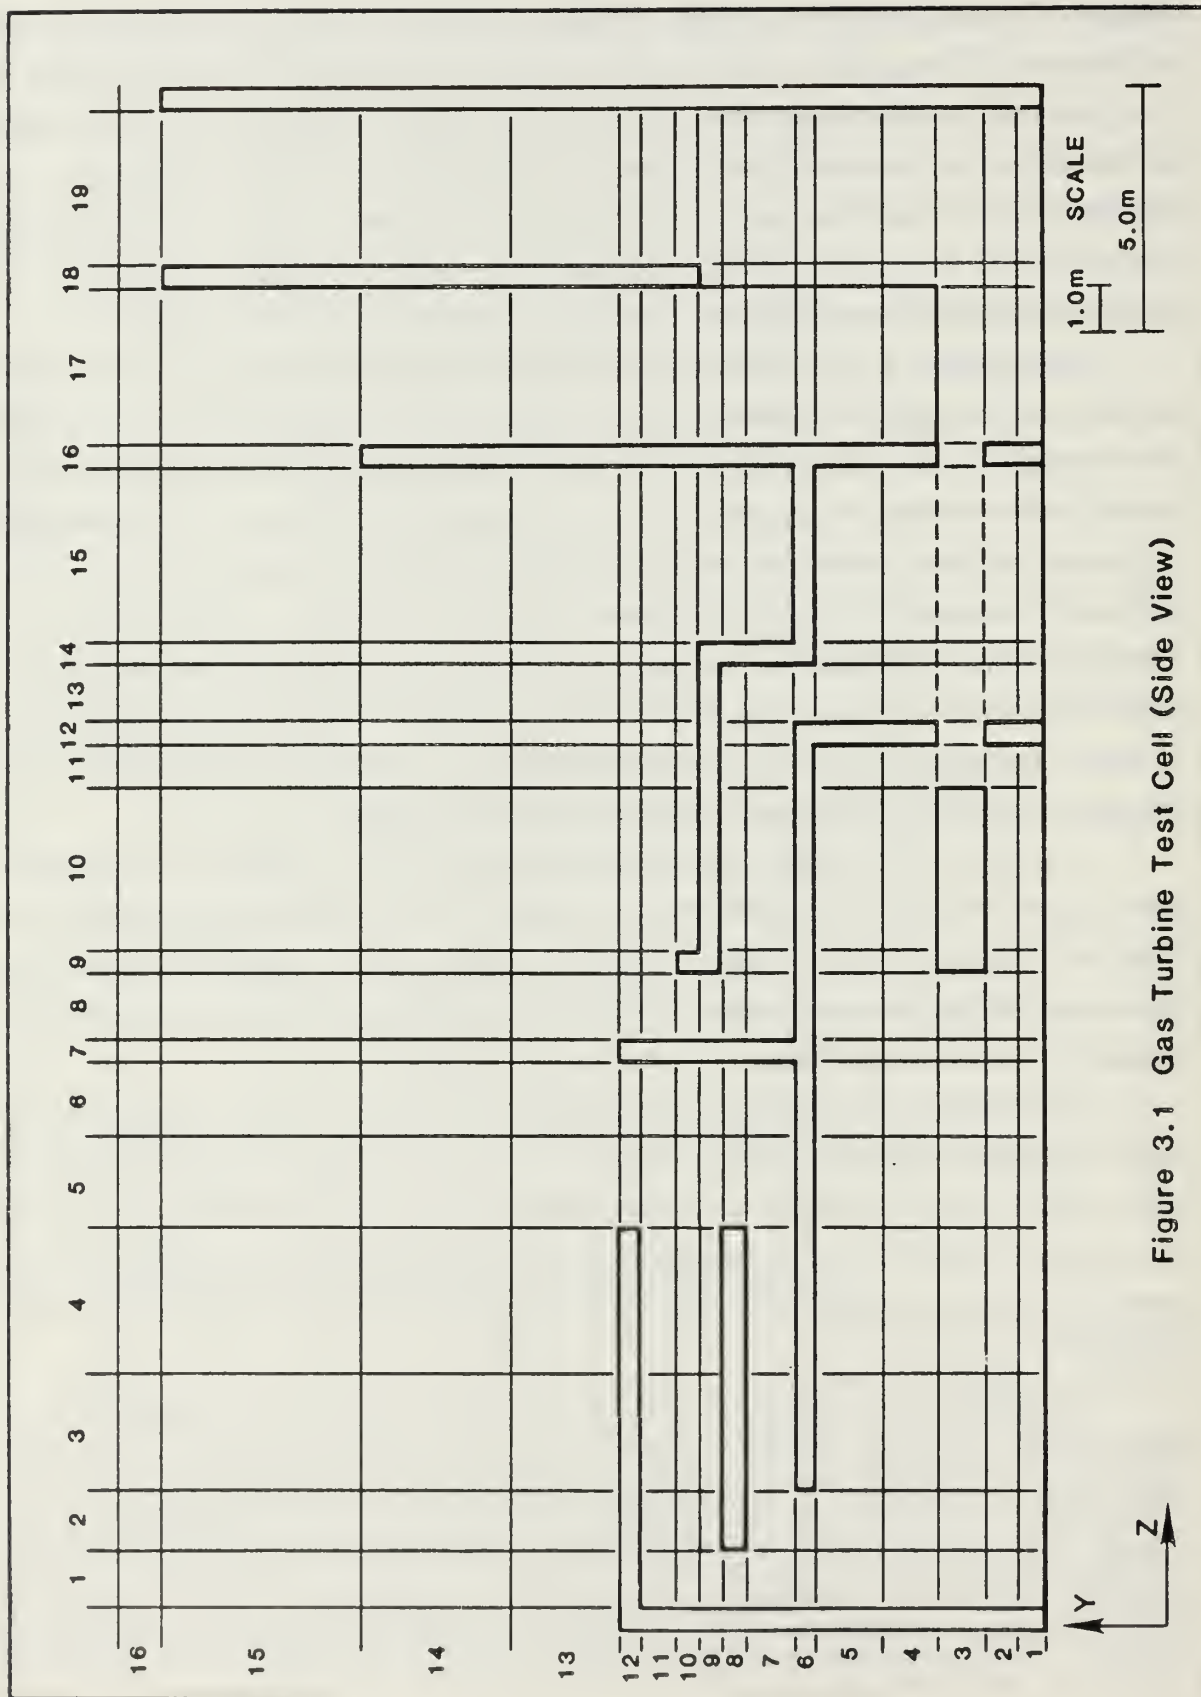 1 2 3 4 5 6 7 8 9 10 11 12 13 14 15 16 17 18 19
16
15
14
13
12
11
10
9
8
7
6
5
4
3
2
1
Y
Z
1.0m SCALE
5.0m
Figure 3.1 Gas Turbine Test Cell (Side View)